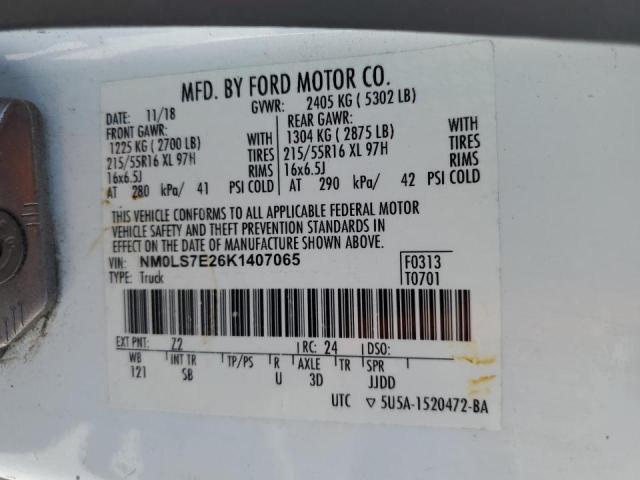 MFD. BY FORD MOTOR CO.
DATE: 11/18 GVWR: 2405 KG ( 5302 LB)
FRONT GAWR: REAR GAWR:
1225 KG ( 2700 LB) WITH 1304 KG ( 2875 LB) WITH
215/55R16 XL 97H TIRES 215/55R16 XL 97H TIRES
16x6.5J RIMS 16x6.5J RIMS
AT 280 kPa/ 41 PSI COLD AT 290 kPa/ 42 PSI COLD
THIS VEHICLE CONFORMS TO ALL APPLICABLE FEDERAL MOTOR
VEHICLE SAFETY AND THEFT PREVENTION STANDARDS IN
EFFECT ON THE DATE OF MANUFACTURE SHOWN ABOVE.
VIN: NM0LS7E26K1407065 F0313
TYPE: Truck T0701
EXT PNT: Z2 RC: 24 DSO:
WB INT TR TP/PS R AXLE TR SPR
121 SB U 3D JJDD
UTC ▽ 5U5A-1520472-BA